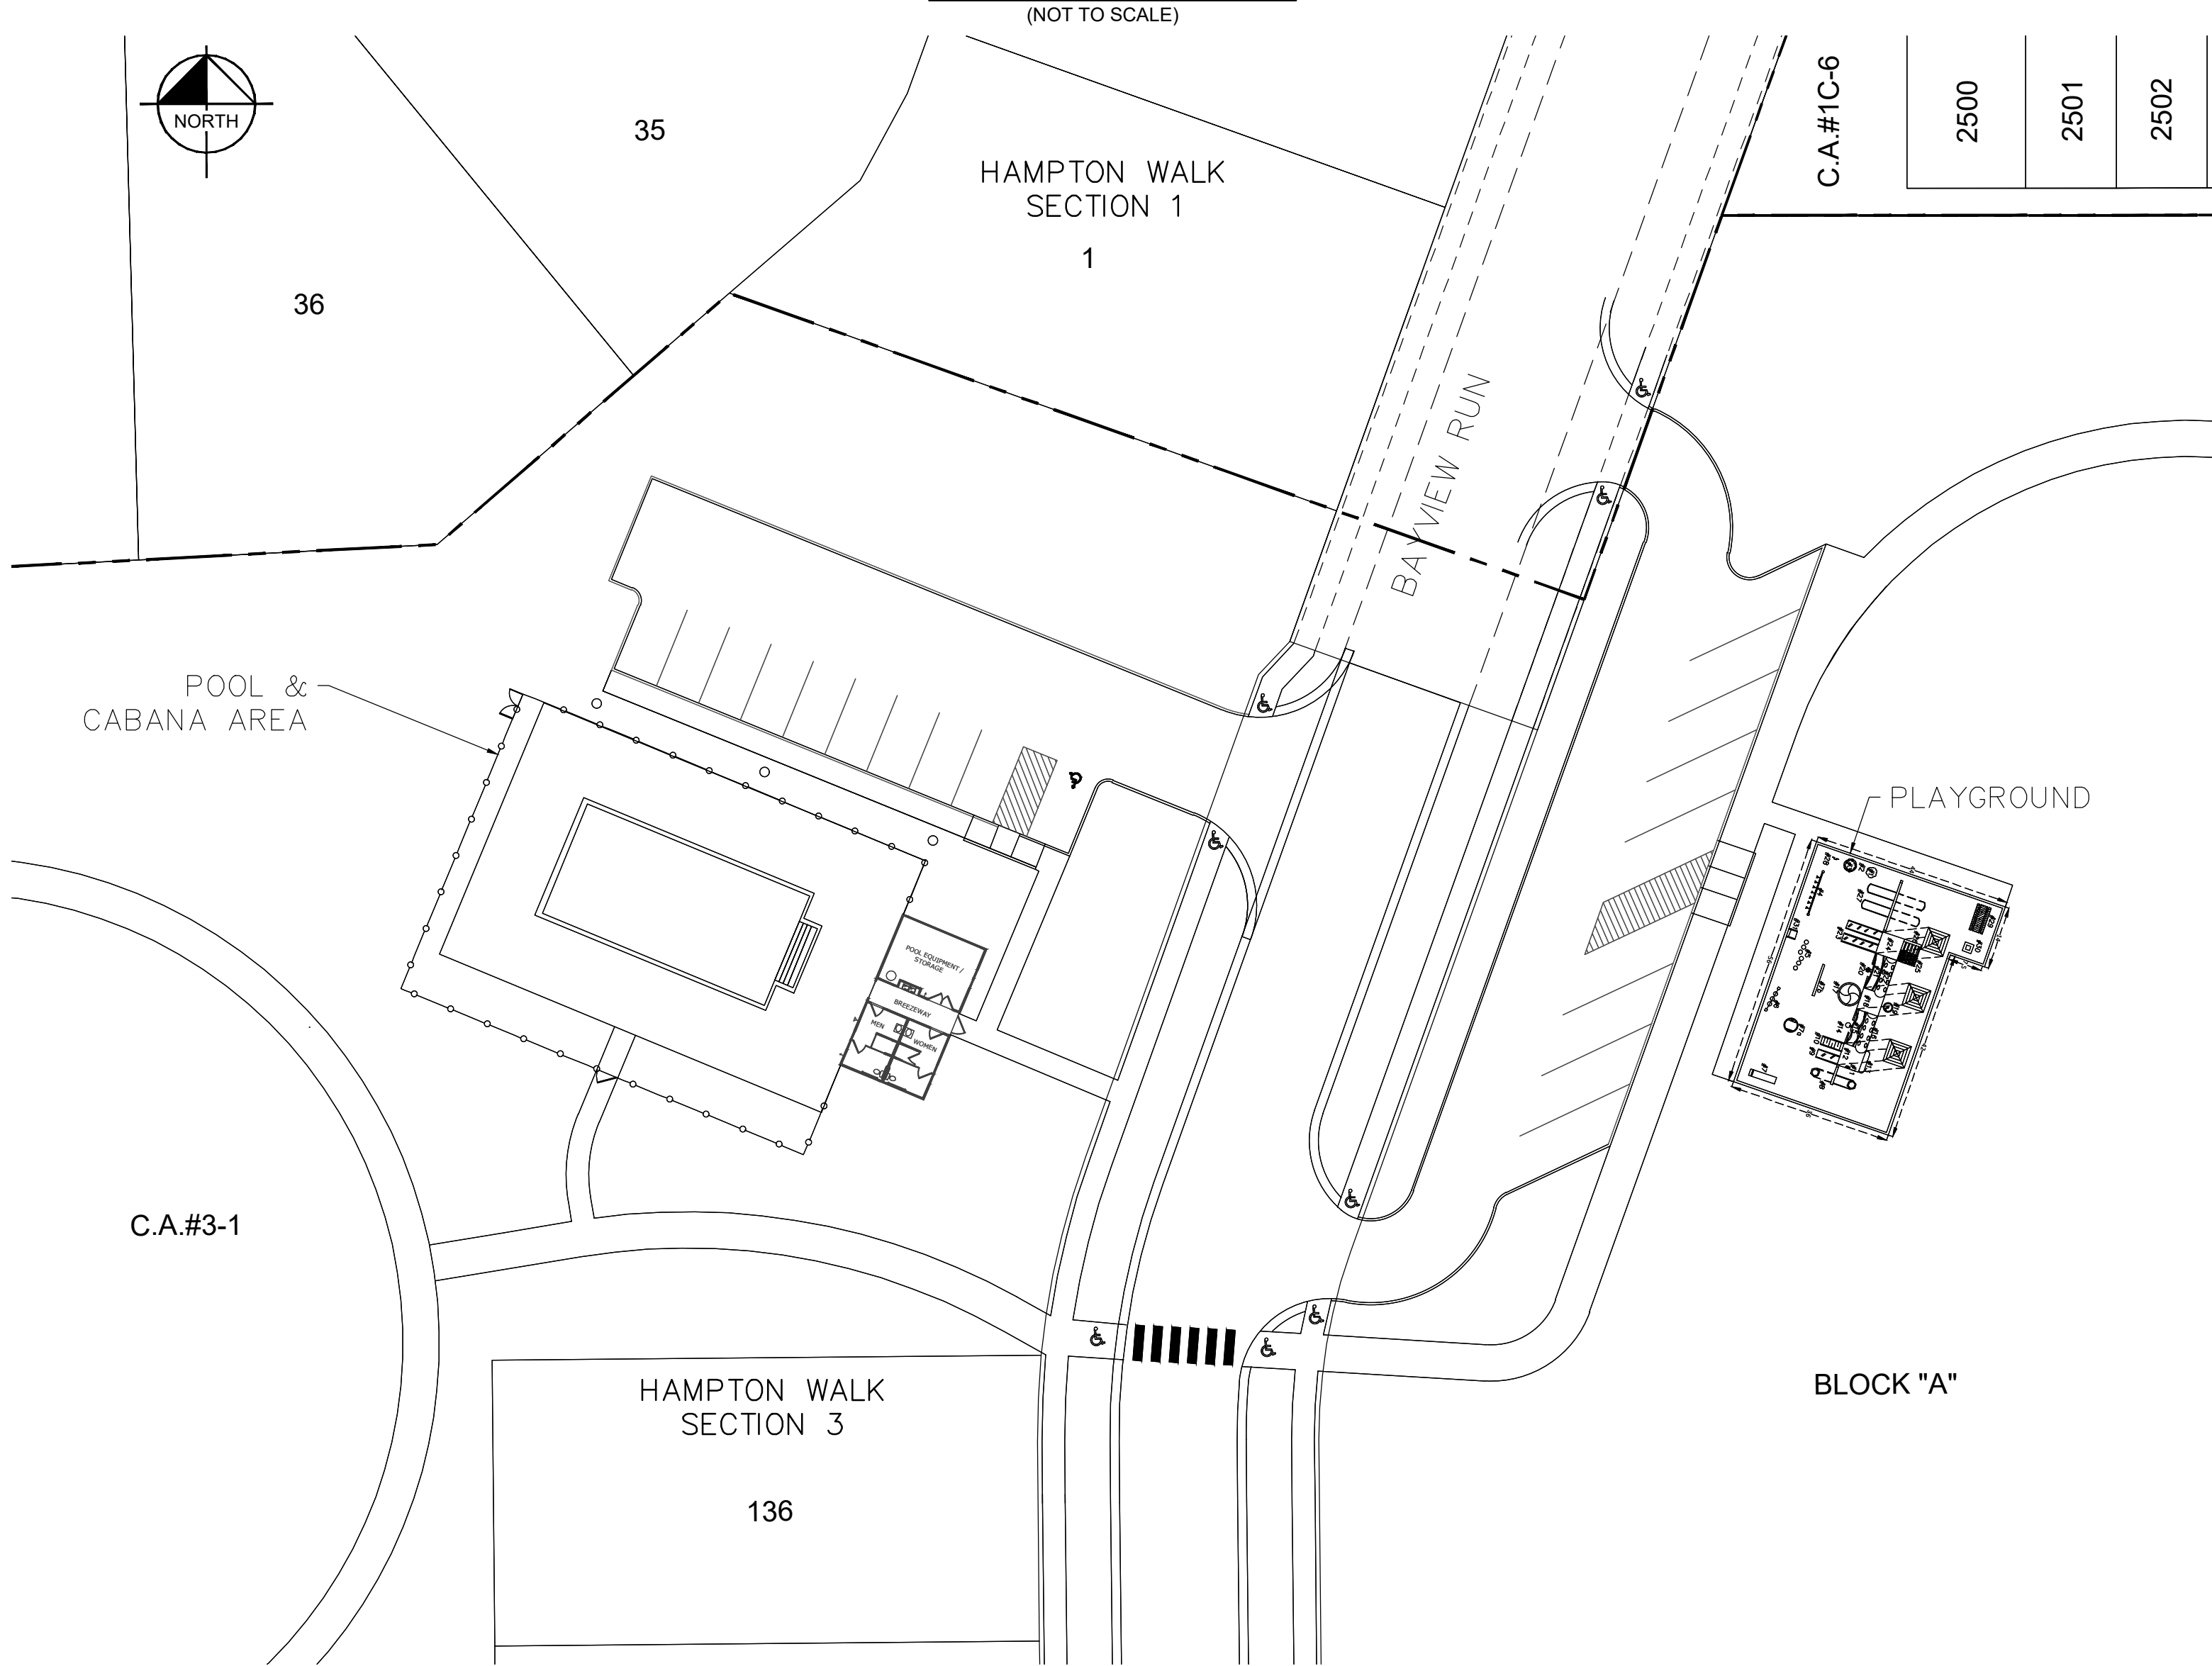 (NOT TO SCALE)
NORTH
35
36
HAMPTON WALK
SECTION 1
1
C.A.#1C-6
2500
2501
2502
BAYVIEW RUN
POOL &
CABANA AREA
PLAYGROUND
POOL EQUIPMENT /
STORAGE
BREEZEWAY
MEN
WOMEN
C.A.#3-1
HAMPTON WALK
SECTION 3
136
BLOCK "A"